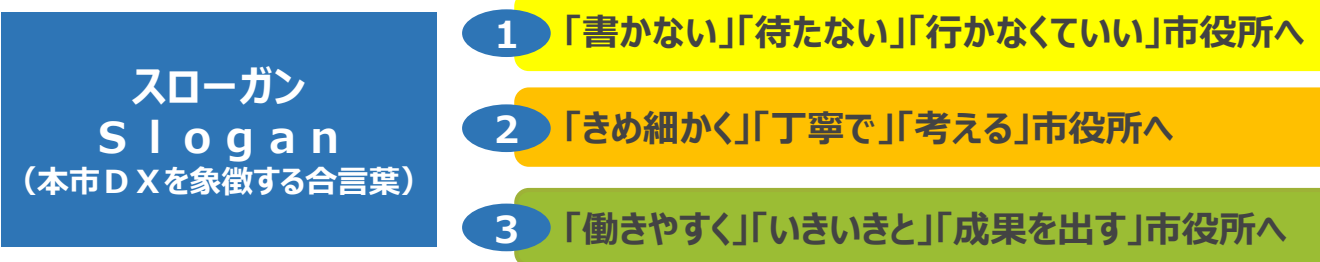 スローガン
Ｓｌｏｇａｎ
（本市ＤＸを象徴する合言葉）
1 「書かない」「待たない」「行かなくていい」市役所へ
2 「きめ細かく」「丁寧で」「考える」市役所へ
3 「働きやすく」「いきいきと」「成果を出す」市役所へ